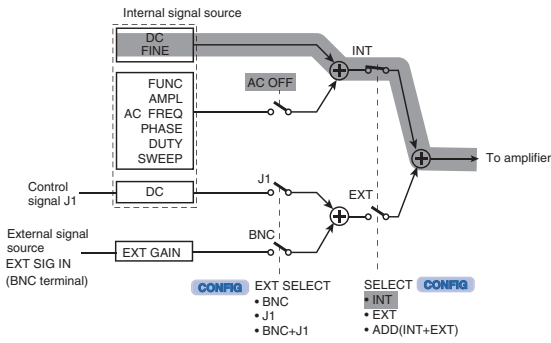 Internal signal source
DC
FINE
INT
FUNC
AMPL
AC FREQ
PHASE
DUTY
SWEEP
AC OFF
To amplifier
Control
signal J1
DC
J1
EXT
External signal
source
EXT SIG IN
(BNC terminal)
EXT GAIN
BNC
CONFIG EXT SELECT
• BNC
• J1
• BNC+J1
SELECT CONFIG
• INT
• EXT
• ADD(INT+EXT)